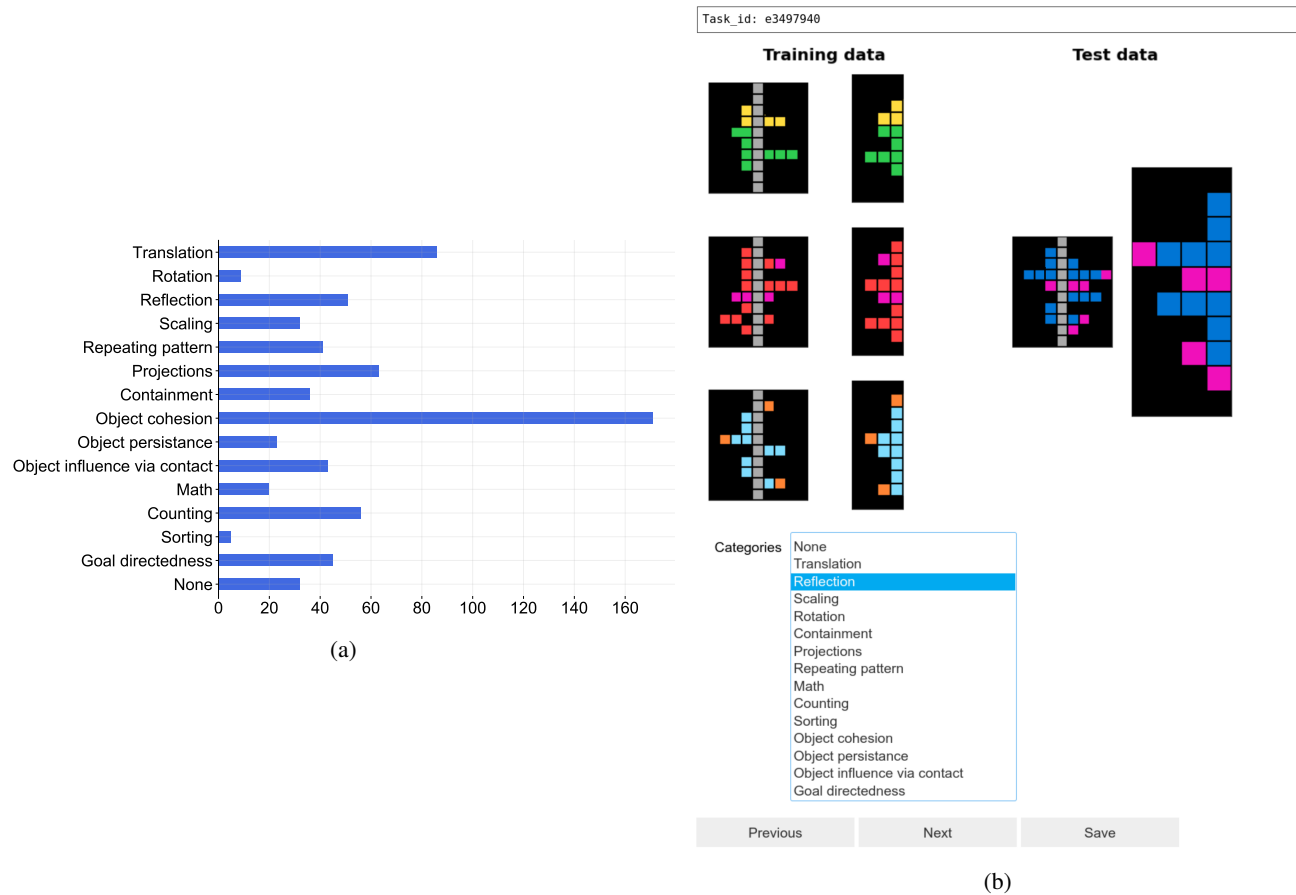 Translation
Rotation
Reflection
Scaling
Repeating pattern
Projections
Containment
Object cohesion
Object persistance
Object influence via contact
Math
Counting
Sorting
Goal directedness
None
0 20 40 60 80 100 120 140 160
(a)
Task_id: e3497940
Training data Test data
Categories
None
Translation
Reflection
Scaling
Rotation
Containment
Projections
Repeating pattern
Math
Counting
Sorting
Object cohesion
Object persistance
Object influence via contact
Goal directedness
Previous Next Save
(b)